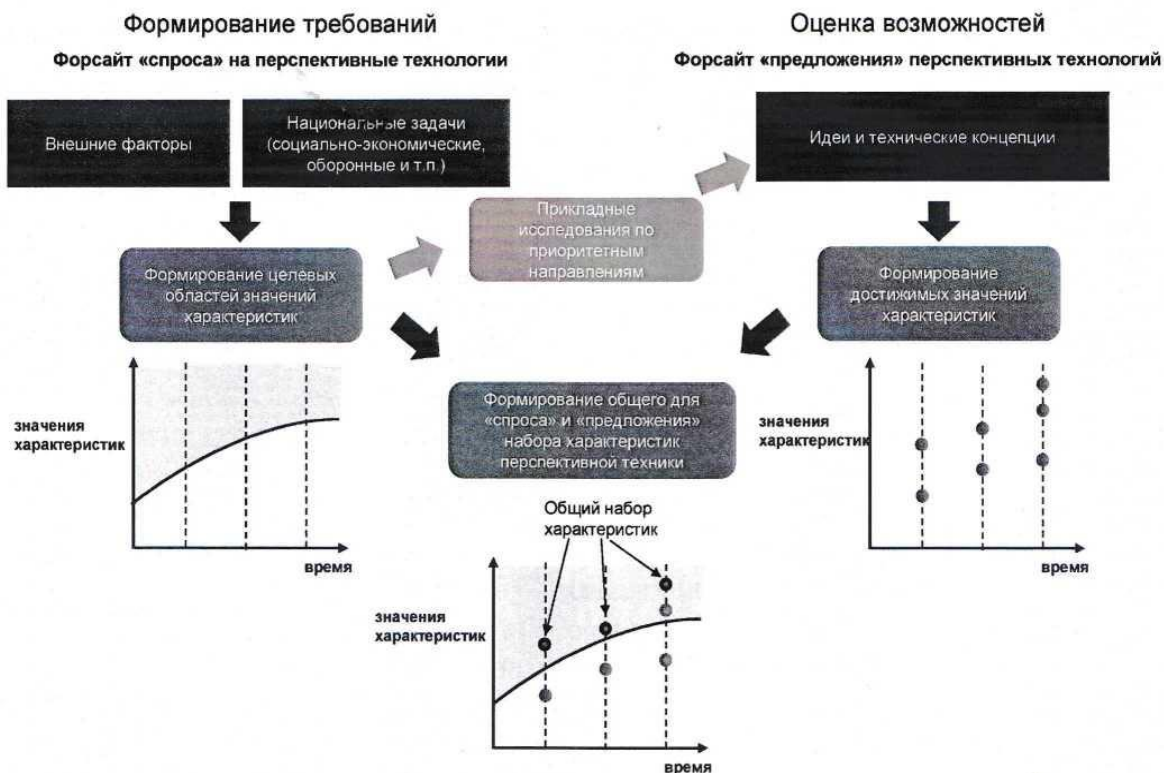 Формирование требований
Форсайт «спроса» на перспективные технологии
Оценка возможностей
Форсайт «предложения» перспективных технологий
Внешние факторы
Национальные задачи
(социально-экономические,
оборонные и т.п.)
Идеи и технические концепции
Прикладные
исследования по
приоритетным
направлениям
Формирование целевых
областей значений
характеристик
Формирование
достижимых значений
характеристик
Формирование общего для
«спроса» и «предложения»
набора характеристик
перспективной техники
значения
характеристик
время
значения
характеристик
время
Общий набор
характеристик
значения
характеристик
время